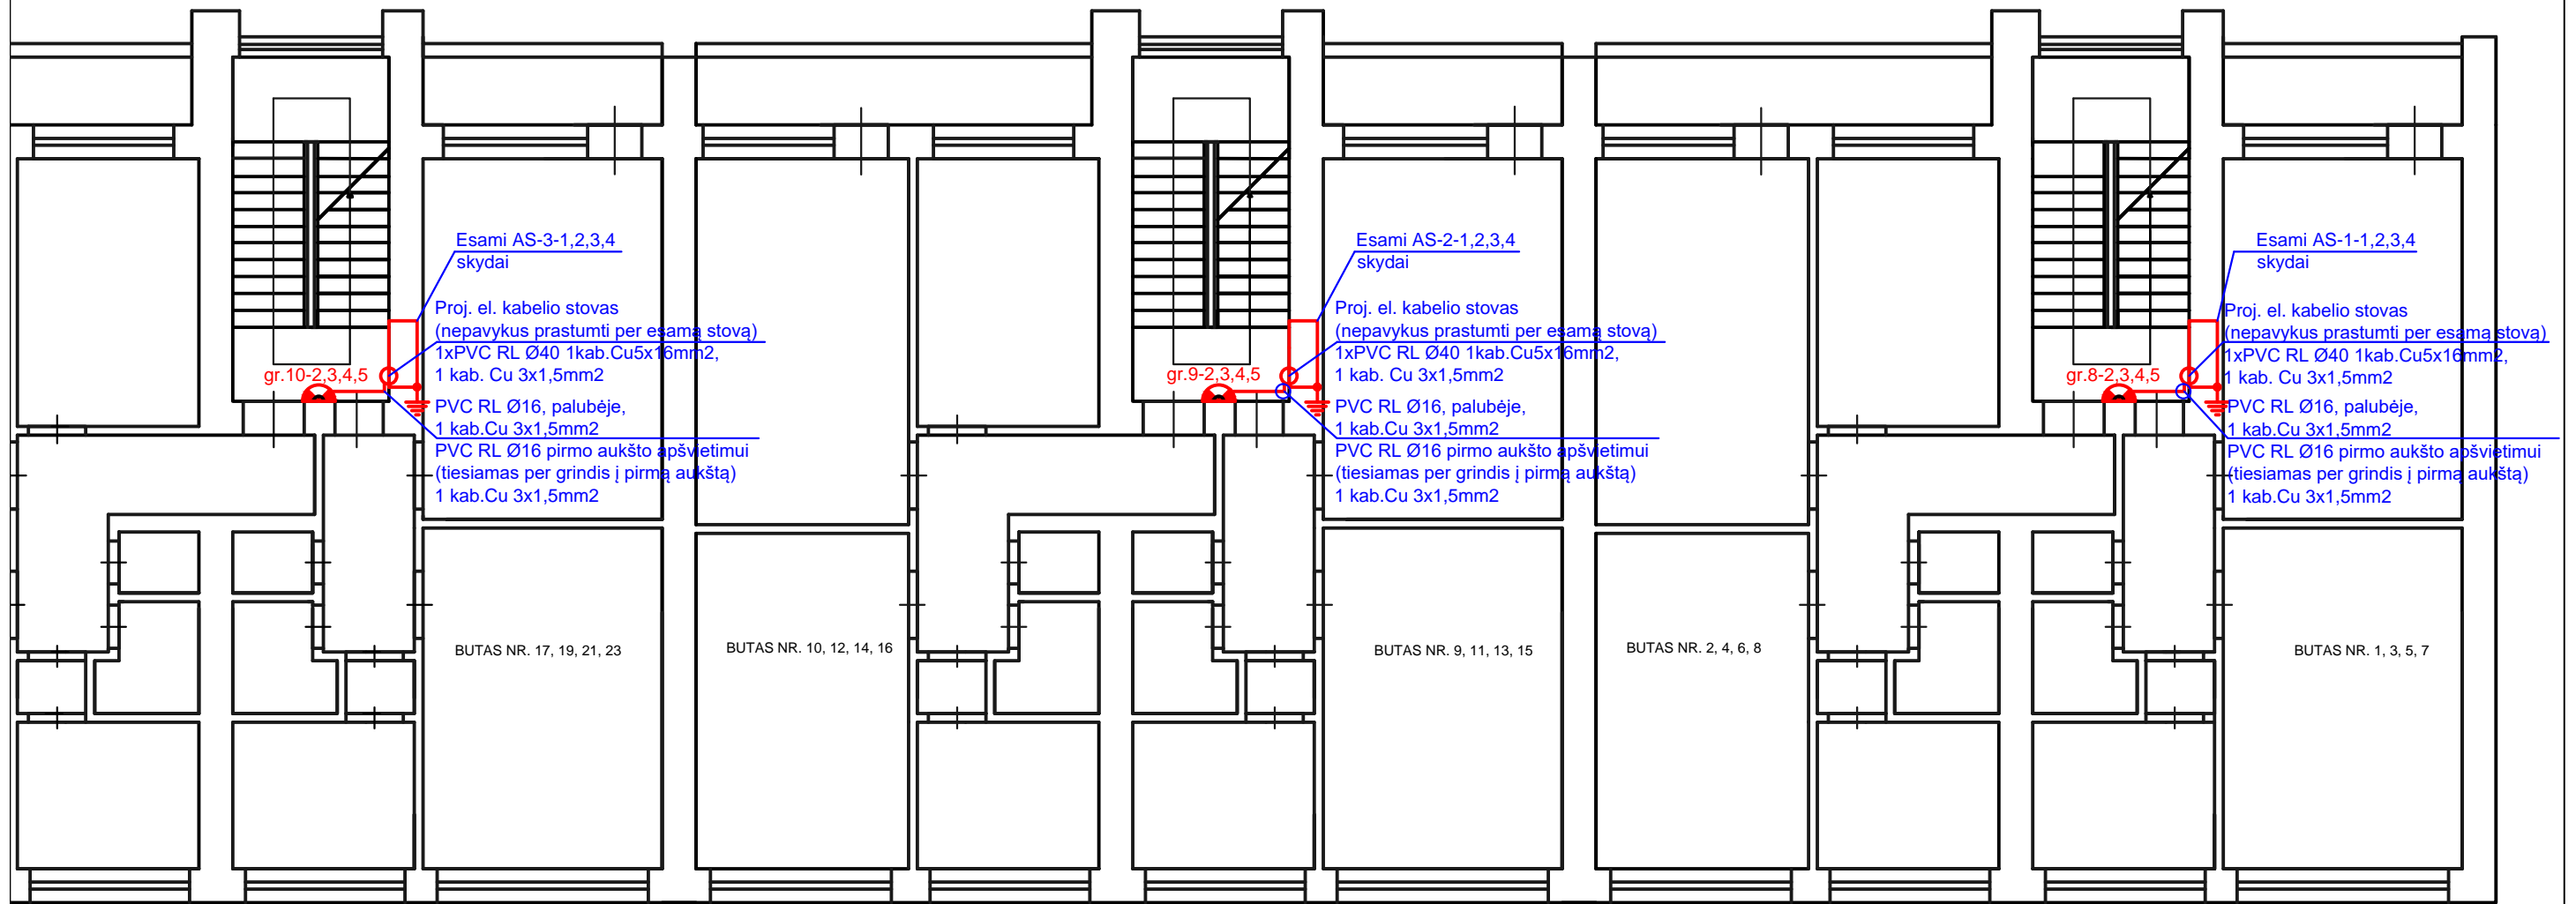 Esami AS-3-1,2,3,4
skydai
Proj. el. kabelio stovas
(nepavykus prastumti per esamą stovą)
1xPVC RL Ø40 1kab.Cu5x16mm2,
1 kab. Cu 3x1,5mm2
gr.10-2,3,4,5
PVC RL Ø16, palubėje,
1 kab.Cu 3x1,5mm2
PVC RL Ø16 pirmo aukšto apšvietimui
(tiesiamas per grindis į pirmą aukštą)
1 kab.Cu 3x1,5mm2
BUTAS NR. 17, 19, 21, 23
BUTAS NR. 10, 12, 14, 16
Esami AS-2-1,2,3,4
skydai
Proj. el. kabelio stovas
(nepavykus prastumti per esamą stovą)
1xPVC RL Ø40 1kab.Cu5x16mm2,
1 kab. Cu 3x1,5mm2
gr.9-2,3,4,5
PVC RL Ø16, palubėje,
1 kab.Cu 3x1,5mm2
PVC RL Ø16 pirmo aukšto apšvietimui
(tiesiamas per grindis į pirmą aukštą)
1 kab.Cu 3x1,5mm2
BUTAS NR. 9, 11, 13, 15
BUTAS NR. 2, 4, 6, 8
Esami AS-1-1,2,3,4
skydai
Proj. el. kabelio stovas
(nepavykus prastumti per esamą stovą)
1xPVC RL Ø40 1kab.Cu5x16mm2,
1 kab. Cu 3x1,5mm2
gr.8-2,3,4,5
PVC RL Ø16, palubėje,
1 kab.Cu 3x1,5mm2
PVC RL Ø16 pirmo aukšto apšvietimui
(tiesiamas per grindis į pirmą aukštą)
1 kab.Cu 3x1,5mm2
BUTAS NR. 1, 3, 5, 7